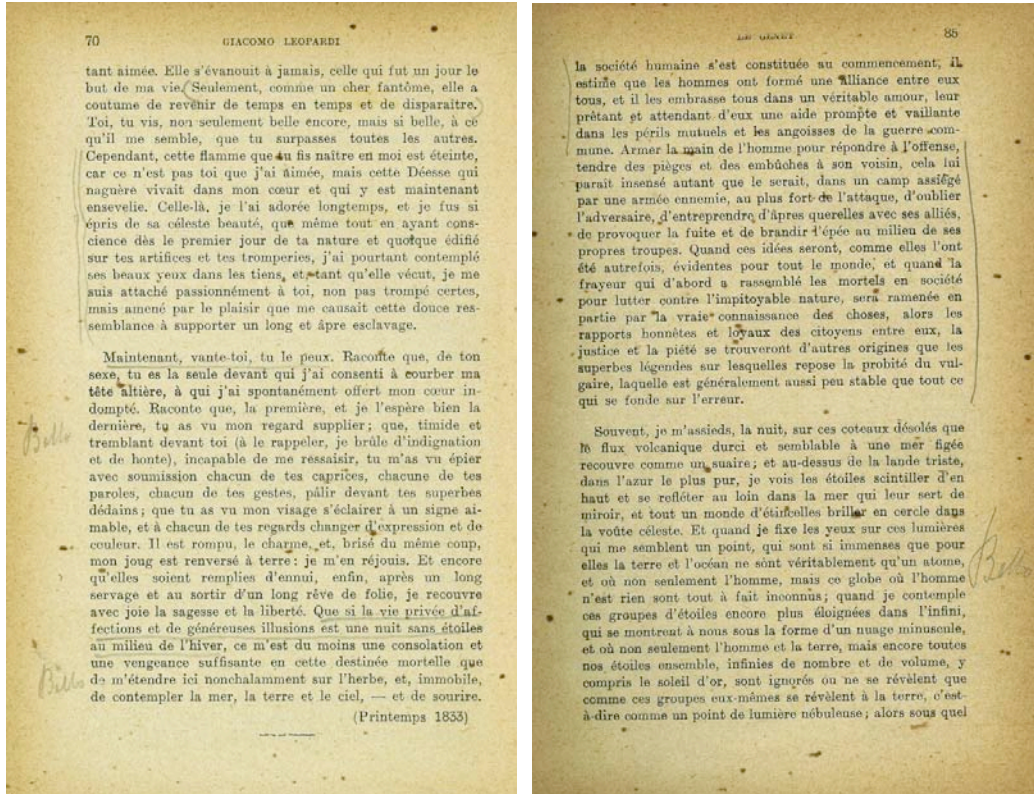 70
GIACOMO LEOPARDI
tant aimée. Elle s'évanouit à jamais, celle qui fut un jour le
but de ma vie. (Seulement, comme un cher fantôme, elle a
coutume de revenir de temps en temps et de disparaître.)
Toi, tu vis, non seulement belle encore, mais si belle, à ce
qu'il me semble, que tu surpasses toutes les autres.
Cependant, cette flamme que tu fis naître en moi est éteinte,
car ce n'est pas toi que j'ai aimée, mais cette Déesse qui
naguère vivait dans mon cœur et qui y est maintenant
ensevelie. Celle-là, je l'ai adorée longtemps, et je fus si
épris de sa céleste beauté, que même tout en ayant cons-
cience dès le premier jour de ta nature et quoique édifié
sur tes artifices et tes tromperies, j'ai pourtant contemplé
ses beaux yeux dans les tiens, et, tant qu'elle vécut, je me
suis attaché passionnément à toi, non pas trompé certes,
mais amené par le plaisir que me causait cette douce res-
semblance à supporter un long et âpre esclavage.
Maintenant, vante-toi, tu le peux. Raconte que, de ton
sexe, tu es la seule devant qui j'ai consenti à courber ma
tête altière, à qui j'ai spontanément offert mon cœur in-
dompté. Raconte que, la première, et je l'espère bien la
dernière, tu as vu mon regard supplier; que, timide et
tremblant devant toi (à le rappeler, je brûle d'indignation
et de honte), incapable de me ressaisir, tu m'as vu épier
avec soumission chacun de tes caprices, chacune de tes
paroles, chacun de tes gestes, pâlir devant tes superbes
dédains; que tu as vu mon visage s'éclairer à un signe ai-
mable, et à chacun de tes regards changer d'expression et de
couleur. Il est rompu, le charme, et, brisé du même coup,
mon joug est renversé à terre: je m'en réjouis. Et encore
qu'elles soient remplies d'ennui, enfin, après un long
servage et au sortir d'un long rêve de folie, je recouvre
avec joie la sagesse et la liberté. Que si la vie privée d'af-
fections et de généreuses illusions est une nuit sans étoiles
au milieu de l'hiver, ce m'est du moins une consolation et
une vengeance suffisante en cette destinée mortelle que
de m'étendre ici nonchalamment sur l'herbe, et, immobile,
de contempler la mer, la terre et le ciel, — et de sourire.
(Printemps 1833)
Bello
Bello
LE GENET
85
la société humaine s'est constituée au commencement; il
estime que les hommes ont formé une alliance entre eux
tous, et il les embrasse tous dans un véritable amour, leur
prêtant et attendant d'eux une aide prompte et vaillante
dans les périls mutuels et les angoisses de la guerre com-
mune. Armer la main de l'homme pour répondre à l'offense,
tendre des pièges et des embûches à son voisin, cela lui
paraît insensé autant que le serait, dans un camp assiégé
par une armée ennemie, au plus fort de l'attaque, d'oublier
l'adversaire, d'entreprendre d'âpres querelles avec ses alliés,
de provoquer la fuite et de brandir l'épée au milieu de ses
propres troupes. Quand ces idées seront, comme elles l'ont
été autrefois, évidentes pour tout le monde, et quand la
frayeur qui d'abord a rassemblé les mortels en société
pour lutter contre l'impitoyable nature, sera ramenée en
partie par la vraie connaissance des choses, alors les
rapports honnêtes et loyaux des citoyens entre eux, la
justice et la piété se trouveront d'autres origines que les
superbes légendes sur lesquelles repose la probité du vul-
gaire, laquelle est généralement aussi peu stable que tout ce
qui se fonde sur l'erreur.
Souvent, je m'assieds, la nuit, sur ces coteaux désolés que
le flux volcanique durci et semblable à une mer figée
recouvre comme un suaire; et au-dessus de la lande triste,
dans l'azur le plus pur, je vois les étoiles scintiller d'en
haut et se refléter au loin dans la mer qui leur sert de
miroir, et tout un monde d'étincelles briller en cercle dans
la voûte céleste. Et quand je fixe les yeux sur ces lumières
qui me semblent un point, qui sont si immenses que pour
elles la terre et l'océan ne sont véritablement qu'un atome,
et où non seulement l'homme, mais ce globe où l'homme
n'est rien sont tout à fait inconnus; quand je contemple
ces groupes d'étoiles encore plus éloignées dans l'infini,
qui se montrent à nous sous la forme d'un nuage minuscule,
et où non seulement l'homme et la terre, mais encore toutes
nos étoiles ensemble, infinies de nombre et de volume, y
compris le soleil d'or, sont ignorés ou ne se révèlent que
comme ces groupes eux-mêmes se révèlent à la terre, c'est-
à-dire comme un point de lumière nébuleuse; alors sous quel
Bello